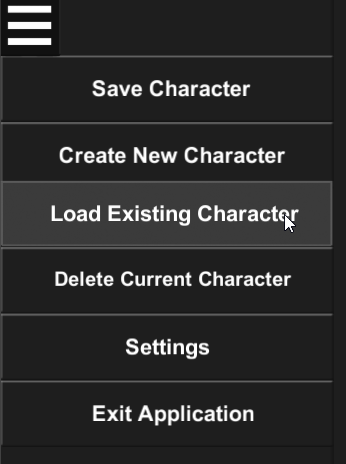 Save Character
Create New Character
Load Existing Character
Delete Current Character
Settings
Exit Application